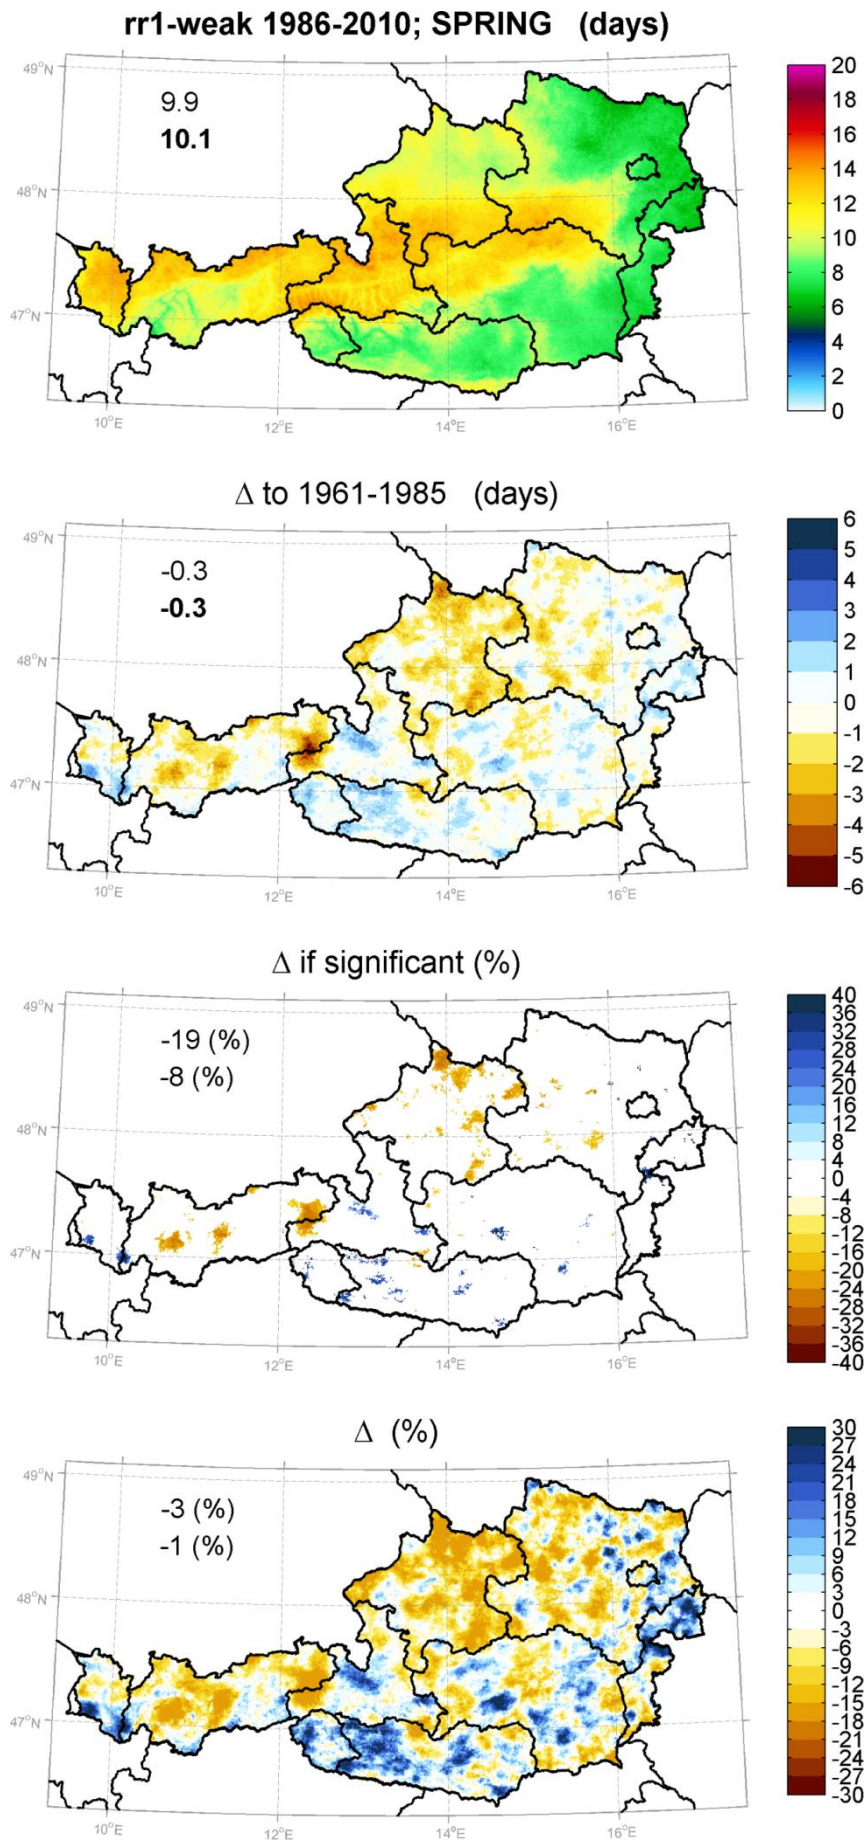 rr1-weak 1986-2010; SPRING (days)
49°N
48°N
47°N
9.9
10.1
10°E
12°E
14°E
16°E
20
18
16
14
12
10
8
6
4
2
0
Δ to 1961-1985 (days)
49°N
48°N
47°N
-0.3
-0.3
10°E
12°E
14°E
16°E
6
5
4
3
2
1
0
-1
-2
-3
-4
-5
-6
Δ if significant (%)
49°N
48°N
47°N
-19 (%)
-8 (%)
10°E
12°E
14°E
16°E
40
36
32
28
24
20
16
12
8
4
0
-4
-8
-12
-16
-20
-24
-28
-32
-36
-40
Δ (%)
49°N
48°N
47°N
-3 (%)
-1 (%)
10°E
12°E
14°E
16°E
30
27
24
21
18
15
12
9
6
3
0
-3
-6
-9
-12
-15
-18
-21
-24
-27
-30